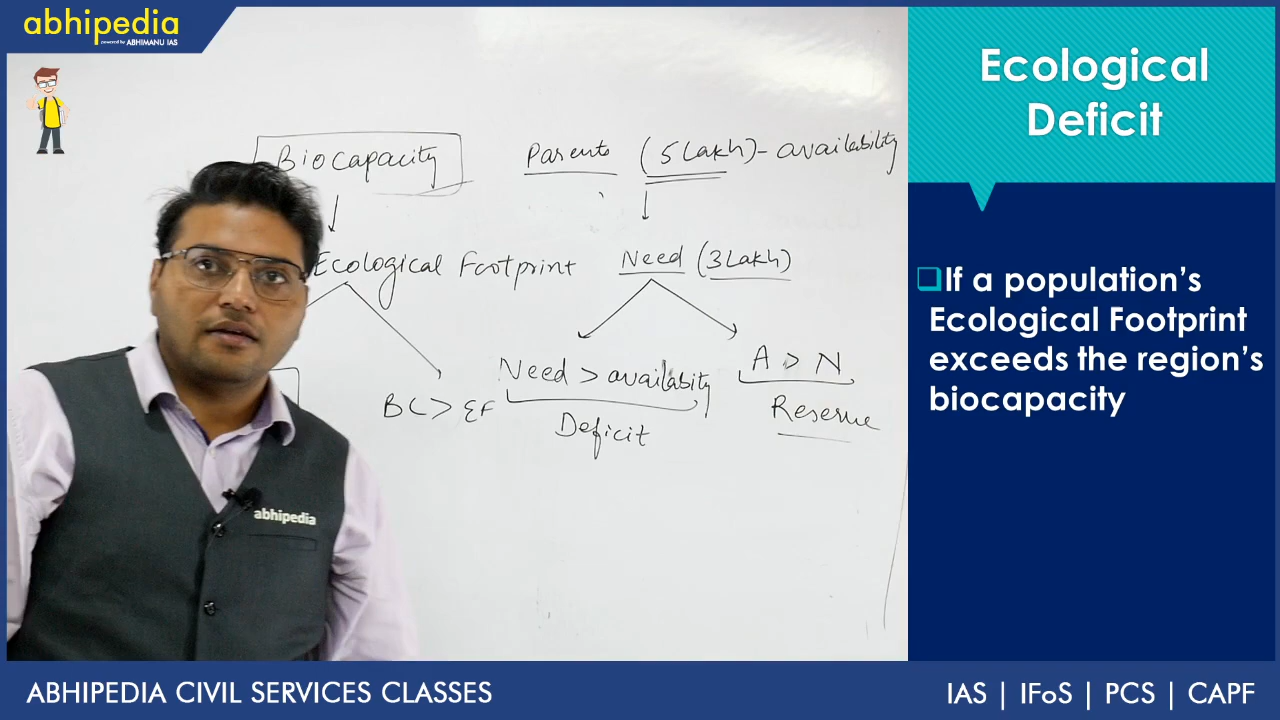 abhipedia
powered by ABHIMANU IAS
Biocapacity
Parents (5 Lakh) - availability
Ecological Footprint
Need (3 Lakh)
BC > EF
Need > availability
Deficit
A > N
Reserve
abhipedia
Ecological
Deficit
If a population's
Ecological Footprint
exceeds the region's
biocapacity
ABHIPEDIA CIVIL SERVICES CLASSES
IAS | IFoS | PCS | CAPF